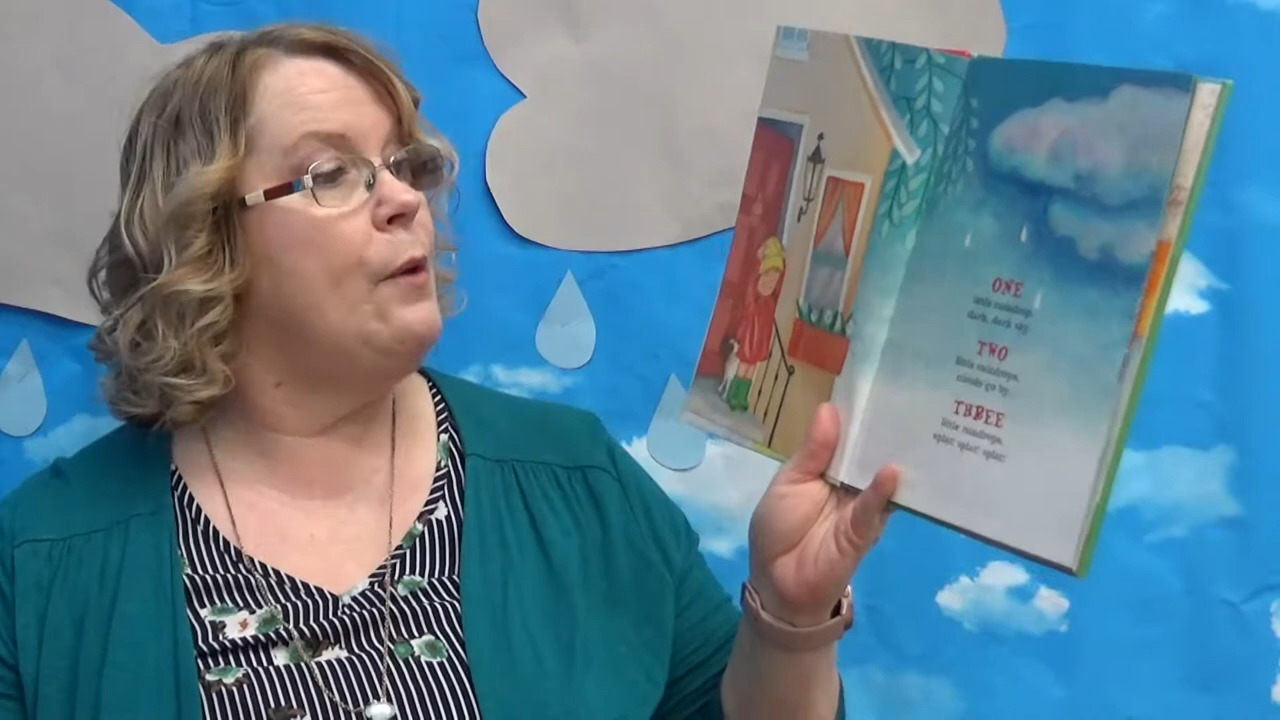 ONE
little raindrop,
dark, dark sky.
TWO
little raindrops,
clouds go by.
THREE
little raindrops,
splat! splat! splat!